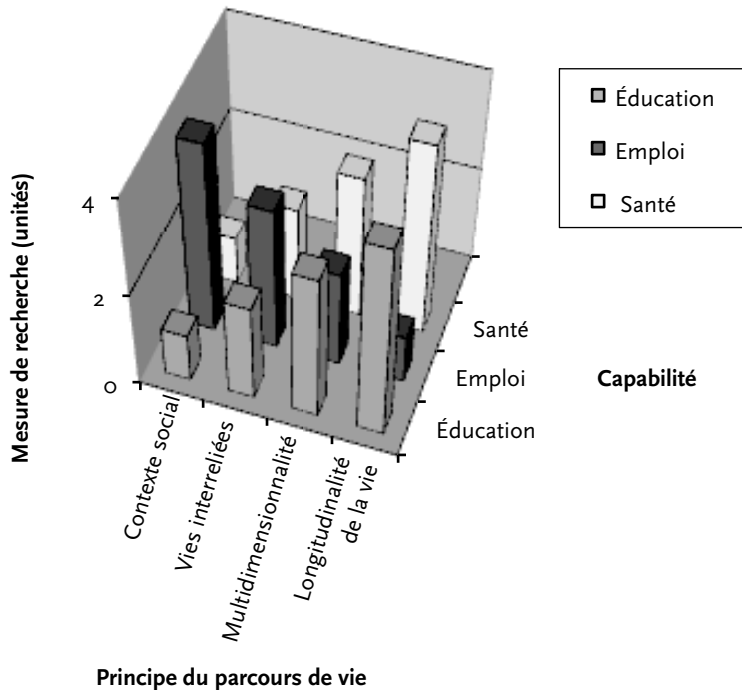 Éducation
Emploi
Santé
Mesure de recherche (unités)
4
2
0
Santé
Emploi
Éducation
Capabilité
Contexte social
Vies interreliées
Multidimensionnalité
Longitudinalité
de la vie
Principe du parcours de vie